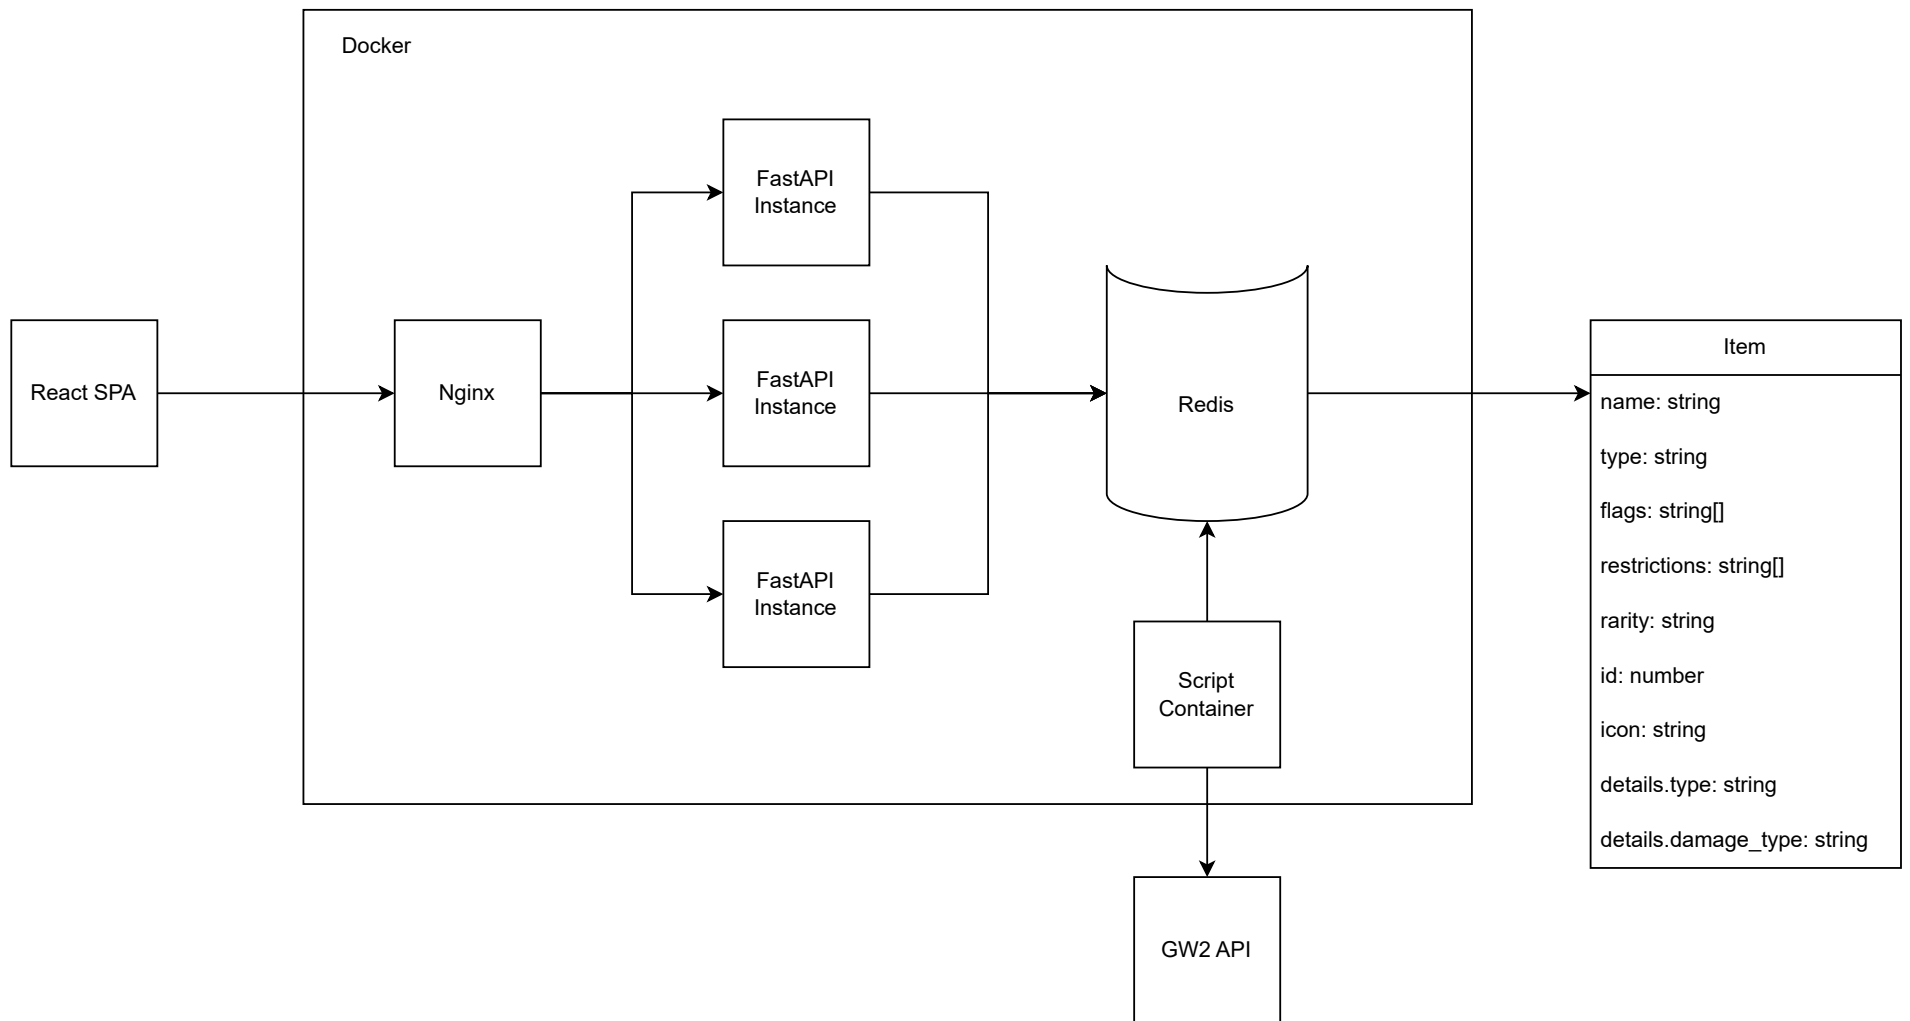 Docker
FastAPI
Instance
React SPA
Nginx
FastAPI
Instance
Redis
FastAPI
Instance
Script
Container
GW2 API
Item
name: string
type: string
flags: string[]
restrictions: string[]
rarity: string
id: number
icon: string
details.type: string
details.damage_type: string